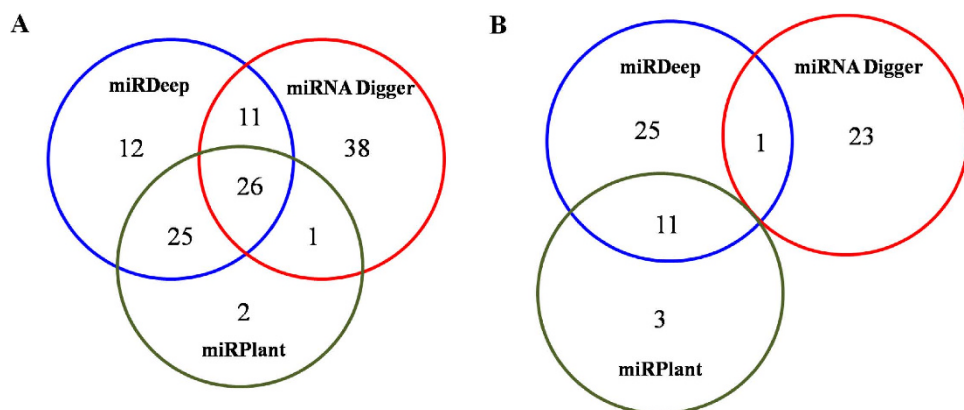 A
miRDeep
miRNA Digger
11
12
38
26
25
1
2
miRPlant
B
miRDeep
miRNA Digger
25
1
23
11
3
miRPlant